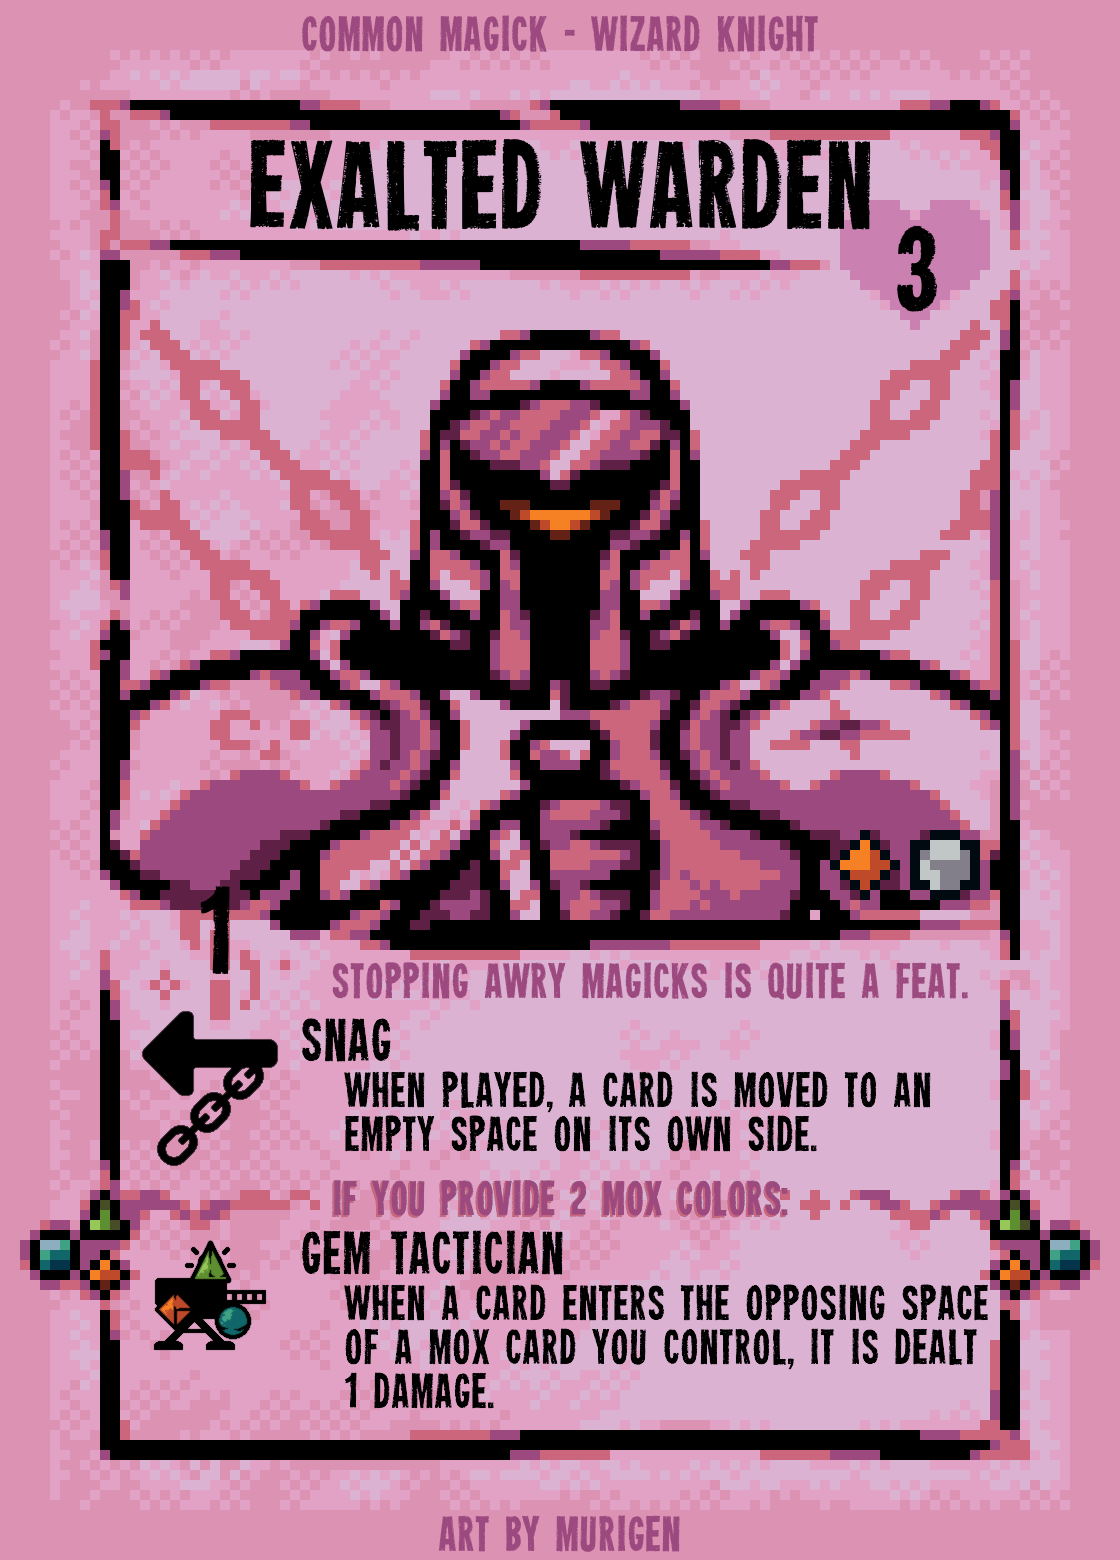 COMMON MAGICK - WIZARD KNIGHT
EXALTED WARDEN
3
1
STOPPING AWRY MAGICKS IS QUITE A FEAT.
SNAG
WHEN PLAYED, A CARD IS MOVED TO AN
EMPTY SPACE ON ITS OWN SIDE.
IF YOU PROVIDE 2 MOX COLORS:
GEM TACTICIAN
WHEN A CARD ENTERS THE OPPOSING SPACE
OF A MOX CARD YOU CONTROL, IT IS DEALT
1 DAMAGE.
ART BY MURIGEN